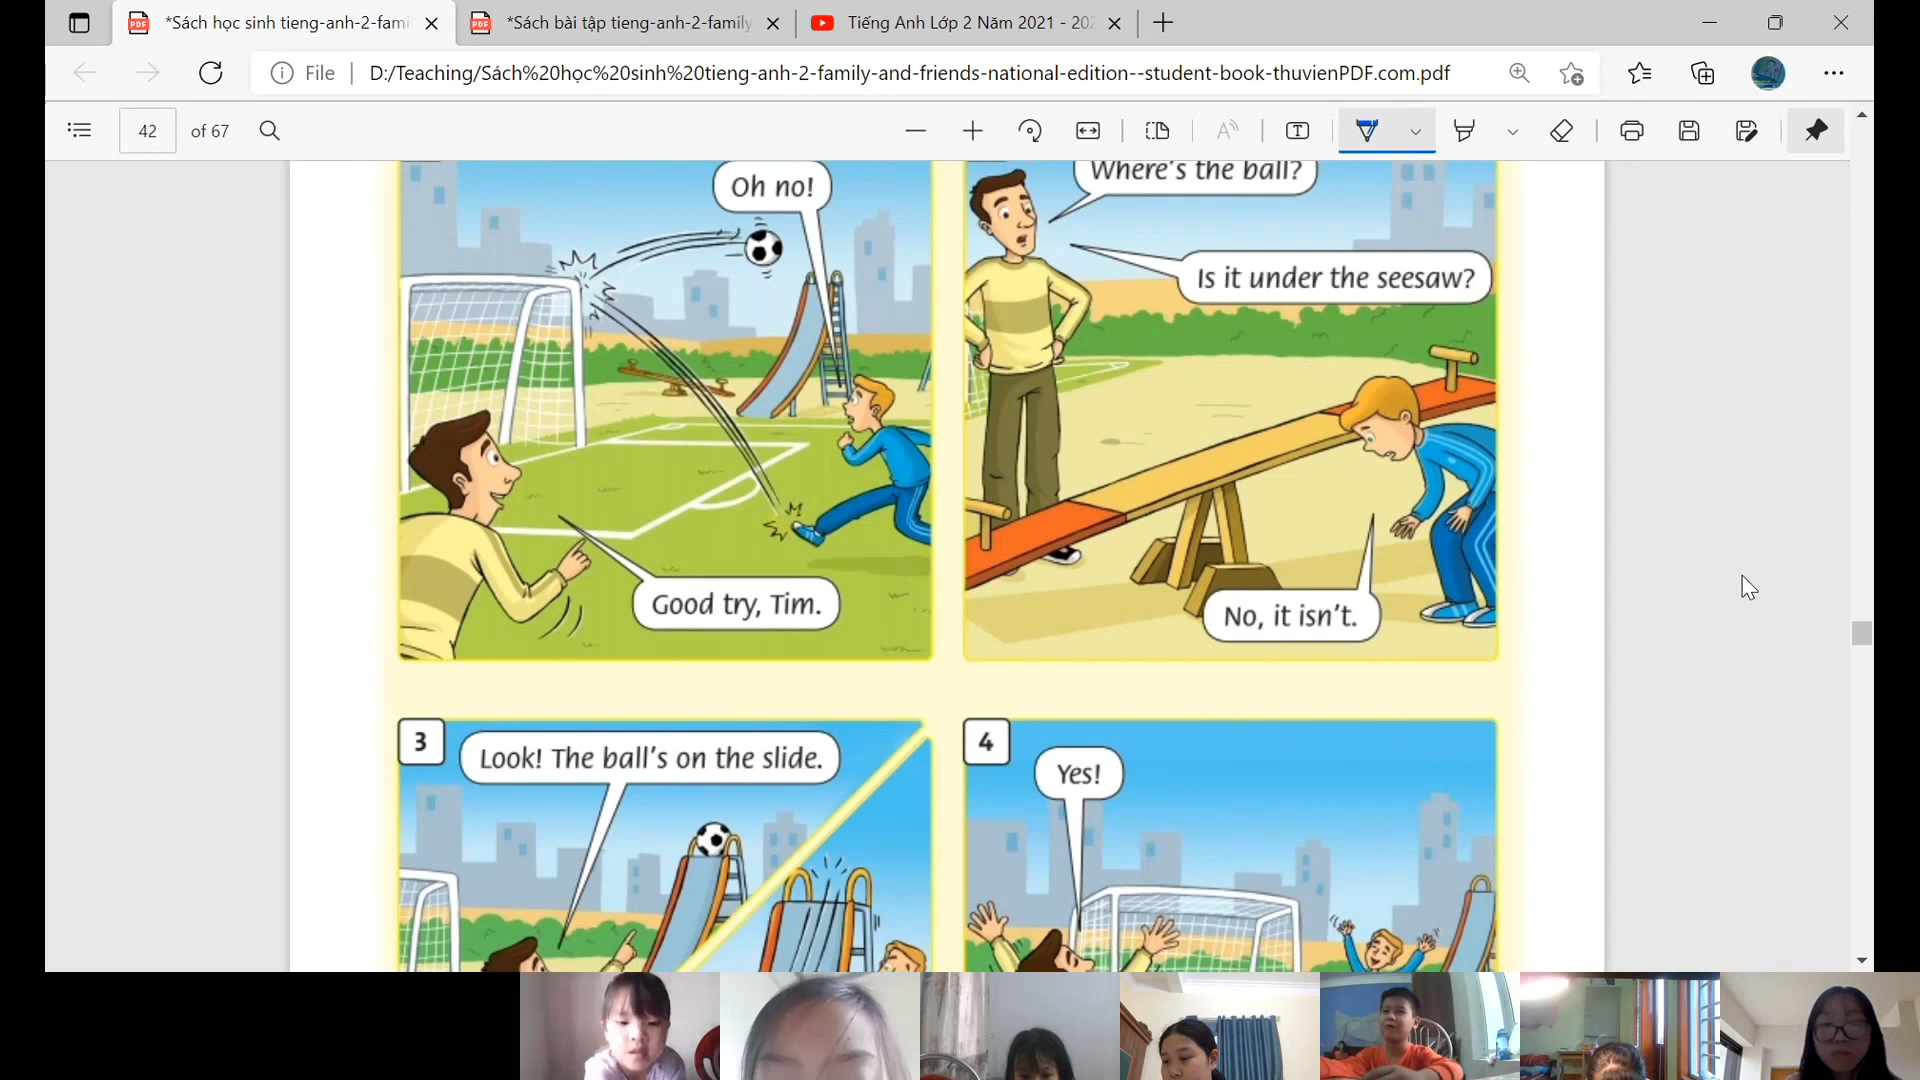 *Sách học sinh tieng-anh-2-fami
*Sách bài tập tieng-anh-2-family
Tiếng Anh Lớp 2 Năm 2021 - 202
File
D:/Teaching/Sách%20học%20sinh%20tieng-anh-2-family-and-friends-national-edition--student-book-thuvienPDF.com.pdf
42 of 67
Oh no!
Good try, Tim.
Where's the ball?
Is it under the seesaw?
No, it isn't.
3
Look! The ball's on the slide.
4
Yes!